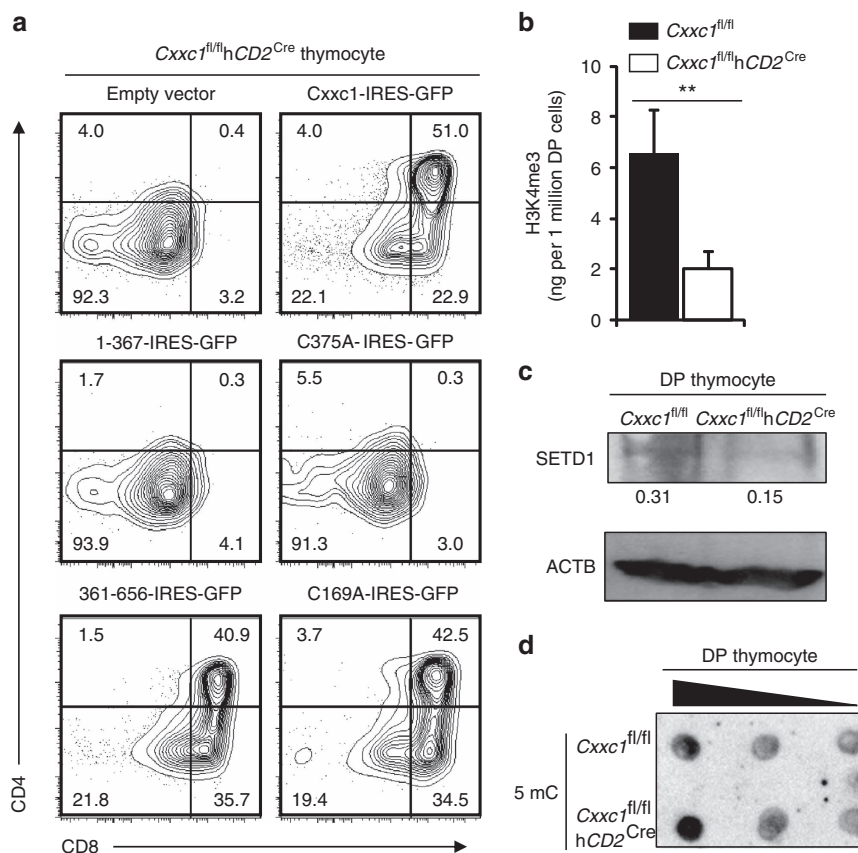 a
Cxxc1fl/flhCD2Cre thymocyte
Empty vector
Cxxc1-IRES-GFP
4.0
0.4
4.0
51.0
92.3
3.2
22.1
22.9
1-367-IRES-GFP
C375A-IRES-GFP
1.7
0.3
5.5
0.3
93.9
4.1
91.3
3.0
361-656-IRES-GFP
C169A-IRES-GFP
1.5
40.9
3.7
42.5
21.8
35.7
19.4
34.5
CD4
CD8
b
Cxxc1fl/fl
Cxxc1fl/flhCD2Cre
**
10
8
6
4
2
0
H3K4me3
(ng per 1 million DP cells)
c
DP thymocyte
Cxxc1fl/fl Cxxc1fl/flhCD2Cre
SETD1
0.31
0.15
ACTB
d
DP thymocyte
5 mC
Cxxc1fl/fl
Cxxc1fl/fl
hCD2Cre